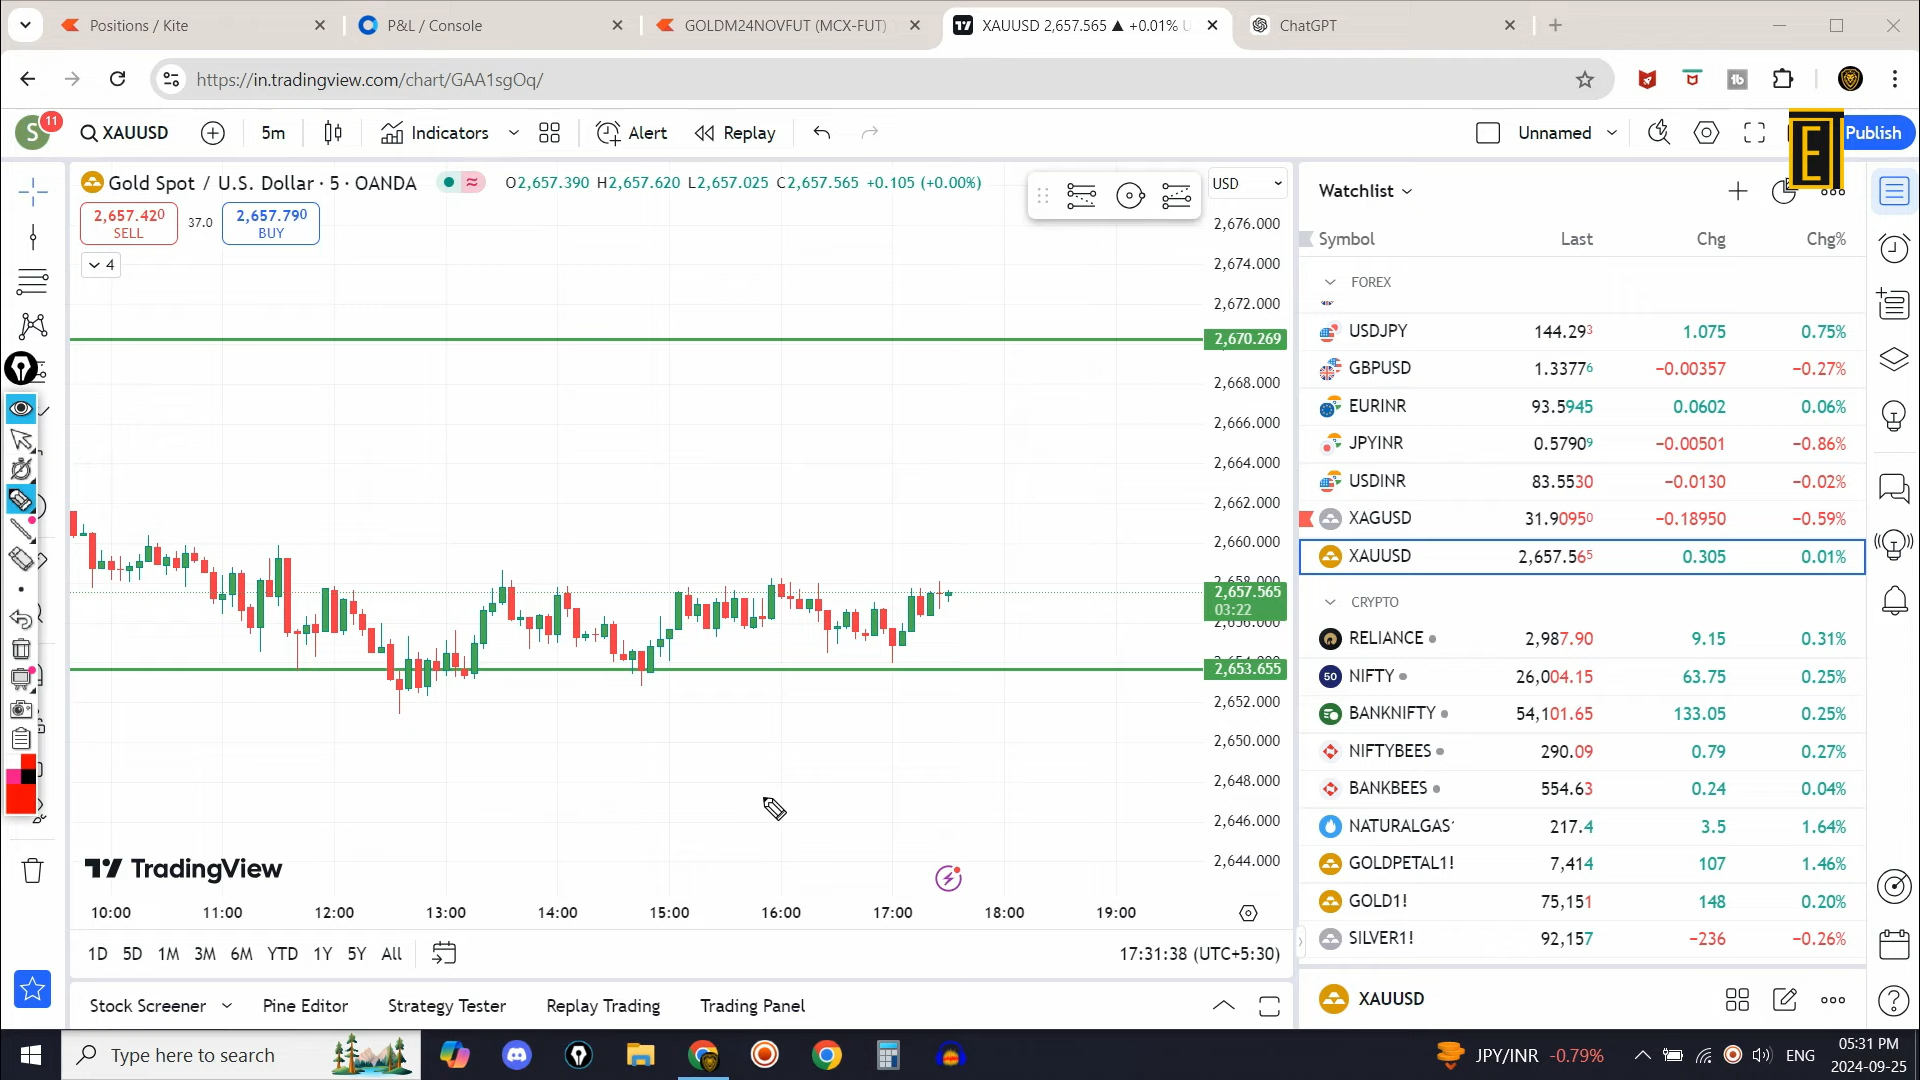 Positions / Kite
P&L / Console
GOLDM24NOVFUT (MCX-FUT)
XAUUSD 2,657.565 ▲ +0.01% U
ChatGPT
https://in.tradingview.com/chart/GAA1sgOq/
S
11
XAUUSD
5m
Indicators
Alert
Replay
Unnamed
E
Publish
Gold Spot / U.S. Dollar · 5 · OANDA
O2,657.390 H2,657.620 L2,657.025 C2,657.565 +0.105 (+0.00%)
USD
2,657.420
SELL
37.0
2,657.790
BUY
4
2,676.000
2,674.000
2,672.000
2,670.269
2,668.000
2,666.000
2,664.000
2,662.000
2,660.000
2,658.000
2,657.565
03:22
2,656.000
2,654.000
2,653.655
2,652.000
2,650.000
2,648.000
2,646.000
2,644.000
TradingView
10:00 11:00 12:00 13:00 14:00 15:00 16:00 17:00 18:00 19:00
1D 5D 1M 3M 6M YTD 1Y 5Y All
17:31:38 (UTC+5:30)
Stock Screener
Pine Editor
Strategy Tester
Replay Trading
Trading Panel
Watchlist
Symbol Last Chg Chg%
FOREX
USDJPY 144.293 1.075 0.75%
GBPUSD 1.33776 −0.00357 −0.27%
EURINR 93.5945 0.0602 0.06%
JPYINR 0.57909 −0.00501 −0.86%
USDINR 83.5530 −0.0130 −0.02%
XAGUSD 31.90950 −0.18950 −0.59%
XAUUSD 2,657.565 0.305 0.01%
CRYPTO
RELIANCE 2,987.90 9.15 0.31%
50 NIFTY 26,004.15 63.75 0.25%
BANKNIFTY 54,101.65 133.05 0.25%
NIFTYBEES 290.09 0.79 0.27%
BANKBEES 554.63 0.24 0.04%
NATURALGAS 217.4 3.5 1.64%
GOLDPETAL1! 7,414 107 1.46%
GOLD1! 75,151 148 0.20%
SILVER1! 92,157 −236 −0.26%
XAUUSD
Type here to search
JPY/INR -0.79%
ENG
05:31 PM
2024-09-25